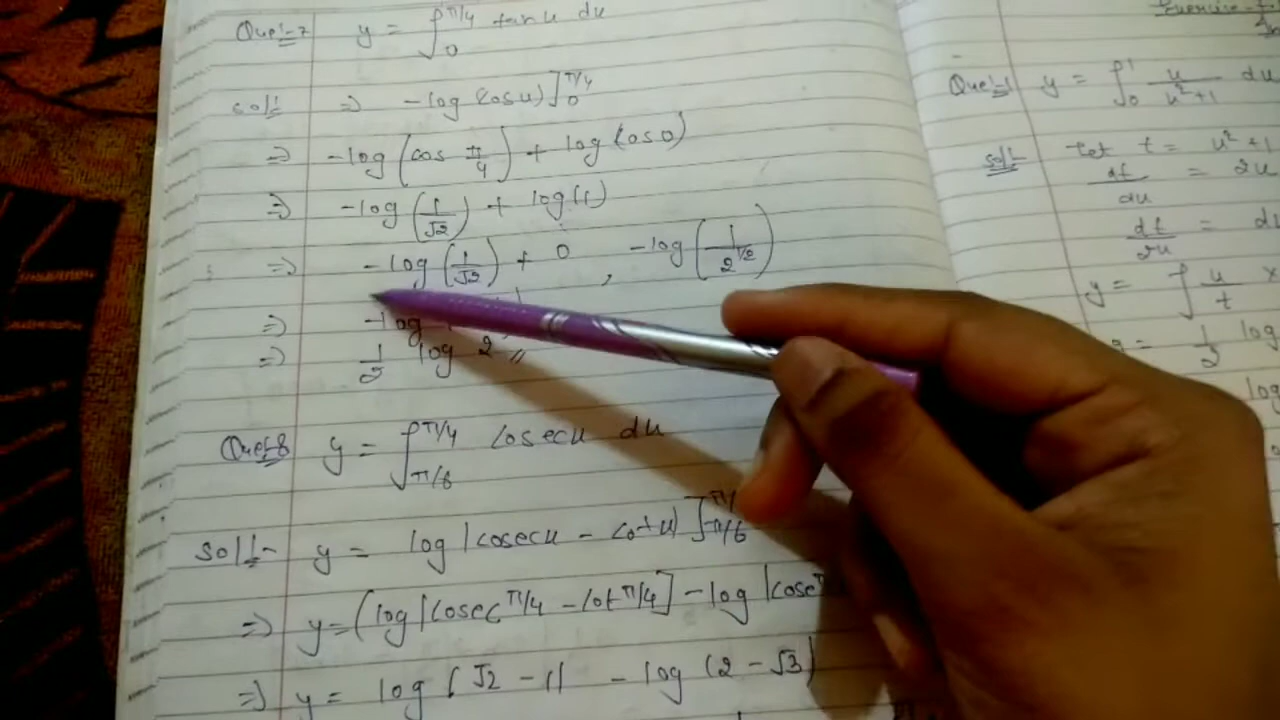 Que:-7 y = ∫₀^π/4 tan u du
sol:- => -log (cos u) ]₀^π/4
=> -log (cos π/4) + log (cos 0)
=> -log (1/√2) + log (1)
=> -log (1/√2) + 0 , -log (1/2^1/2)
=> -log
=> 1/2 log 2 //
Que:-8 y = ∫π/6^π/4 cosec u du
sol:- y = log |cosec u - cot u) ]π/6
=> y = (log |cosec π/4 - cot π/4] - log |cosec
=> y = log [√2 - 1| - log (2 - √3)
Que:-1 y = ∫₀^1 u/u²+1 du
sol:- let t = u² + 1
dt/du = 2u
dt/2u =
y = ∫ u/t ×
= 1/2 log
log